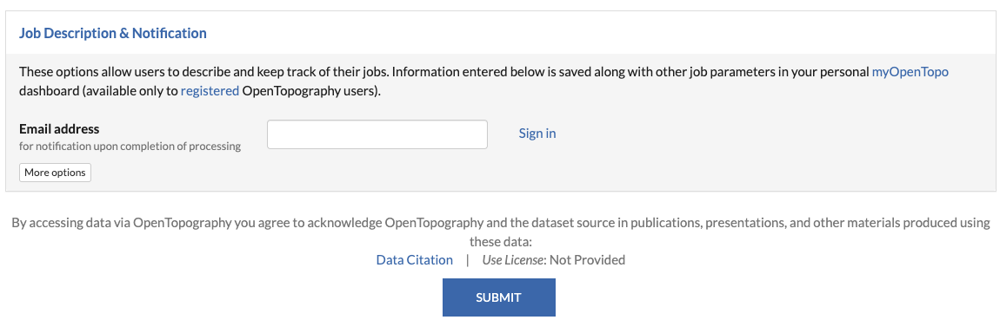 Job Description & Notification
These options allow users to describe and keep track of their jobs. Information entered below is saved along with other job parameters in your personal myOpenTopo
dashboard (available only to registered OpenTopography users).
Email address
Sign in
for notification upon completion of processing
More options
By accessing data via OpenTopography you agree to acknowledge OpenTopography and the dataset source in publications, presentations, and other materials produced using
these data:
Data Citation | Use License: Not Provided
SUBMIT